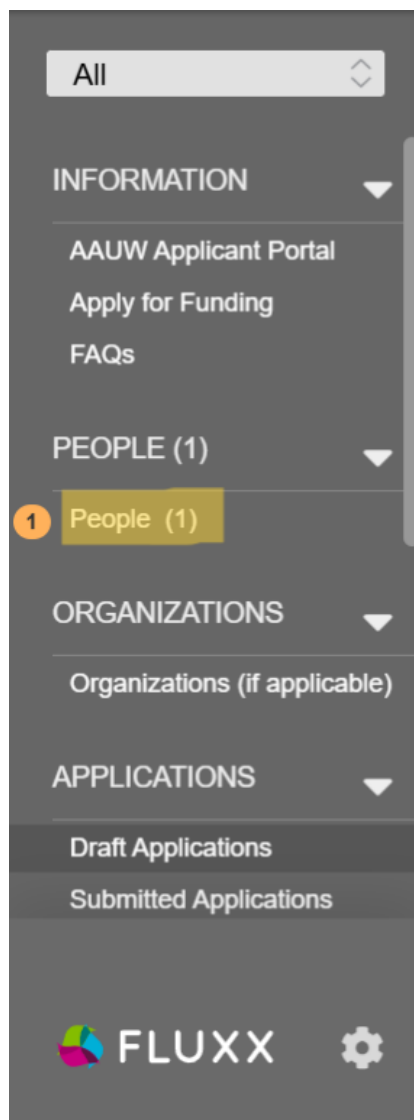 All
INFORMATION
AAUW Applicant Portal
Apply for Funding
FAQs
PEOPLE (1)
1 People (1)
ORGANIZATIONS
Organizations (if applicable)
APPLICATIONS
Draft Applications
Submitted Applications
FLUXX